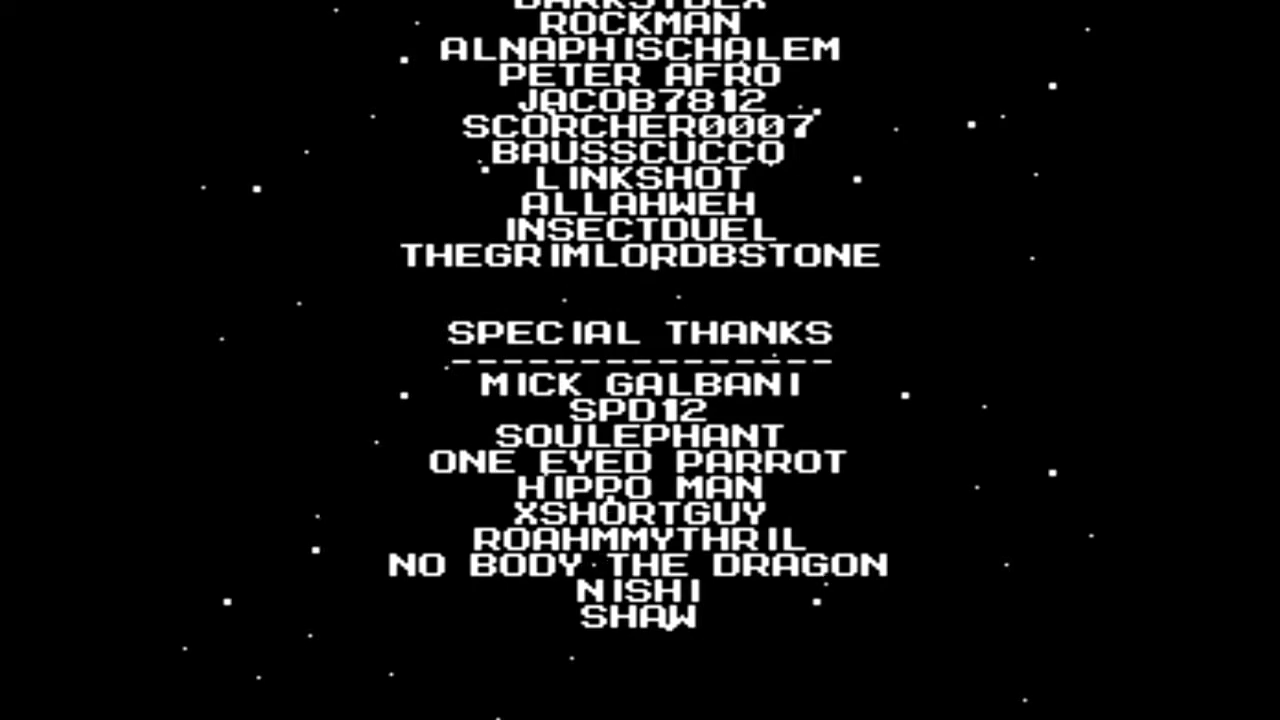 ROCKMAN
ALNAPHISCHALEM
PETER AFRO
JACOB7812
SCORCHER0007
BAUSSCUCCO
LINKSHOT
ALLAHWEH
INSECTDUEL
THEGRIMLORDBSTONE
SPECIAL THANKS
---------------
MICK GALBANI
SPD12
SOULEPHANT
ONE EYED PARROT
HIPPO MAN
XSHORTGUY
ROAHMMYTHRIL
NO BODY THE DRAGON
NISHI
SHAW